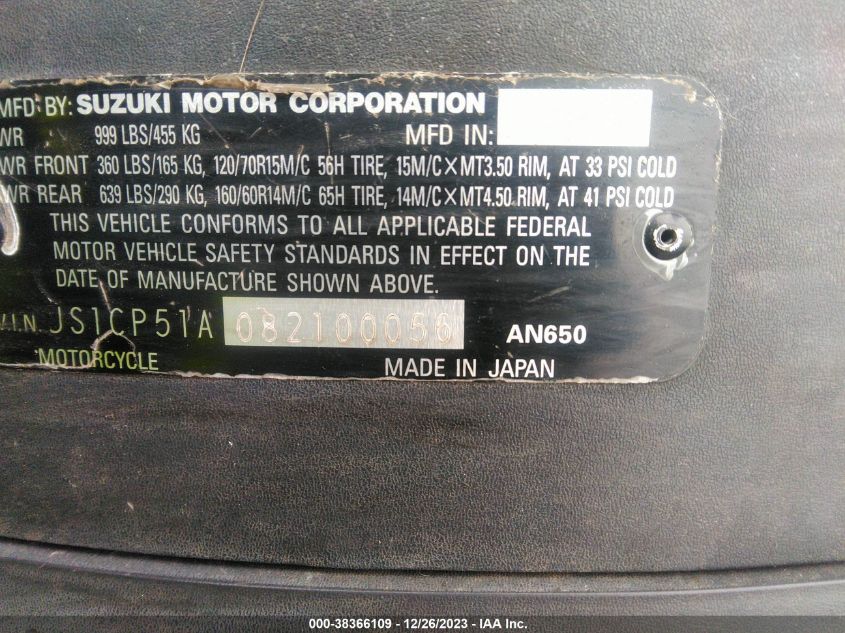 MFD BY: SUZUKI MOTOR CORPORATION
WR 999 LBS/455 KG MFD IN:
WR FRONT 360 LBS/165 KG, 120/70R15M/C 56H TIRE, 15M/C×MT3.50 RIM, AT 33 PSI COLD
WR REAR 639 LBS/290 KG, 160/60R14M/C 65H TIRE, 14M/C×MT4.50 RIM, AT 41 PSI COLD
THIS VEHICLE CONFORMS TO ALL APPLICABLE FEDERAL
MOTOR VEHICLE SAFETY STANDARDS IN EFFECT ON THE
DATE OF MANUFACTURE SHOWN ABOVE.
V.I.N. JS1CP51A082100056 AN650
MOTORCYCLE MADE IN JAPAN
000-38366109 - 12/26/2023 - IAA Inc.